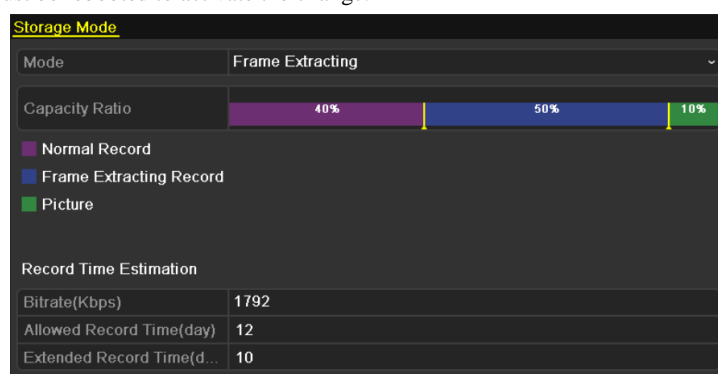 Storage Mode
Mode Frame Extracting
Capacity Ratio 40% 50% 10%
Normal Record
Frame Extracting Record
Picture
Record Time Estimation
Bitrate(Kbps) 1792
Allowed Record Time(day) 12
Extended Record Time(d... 10